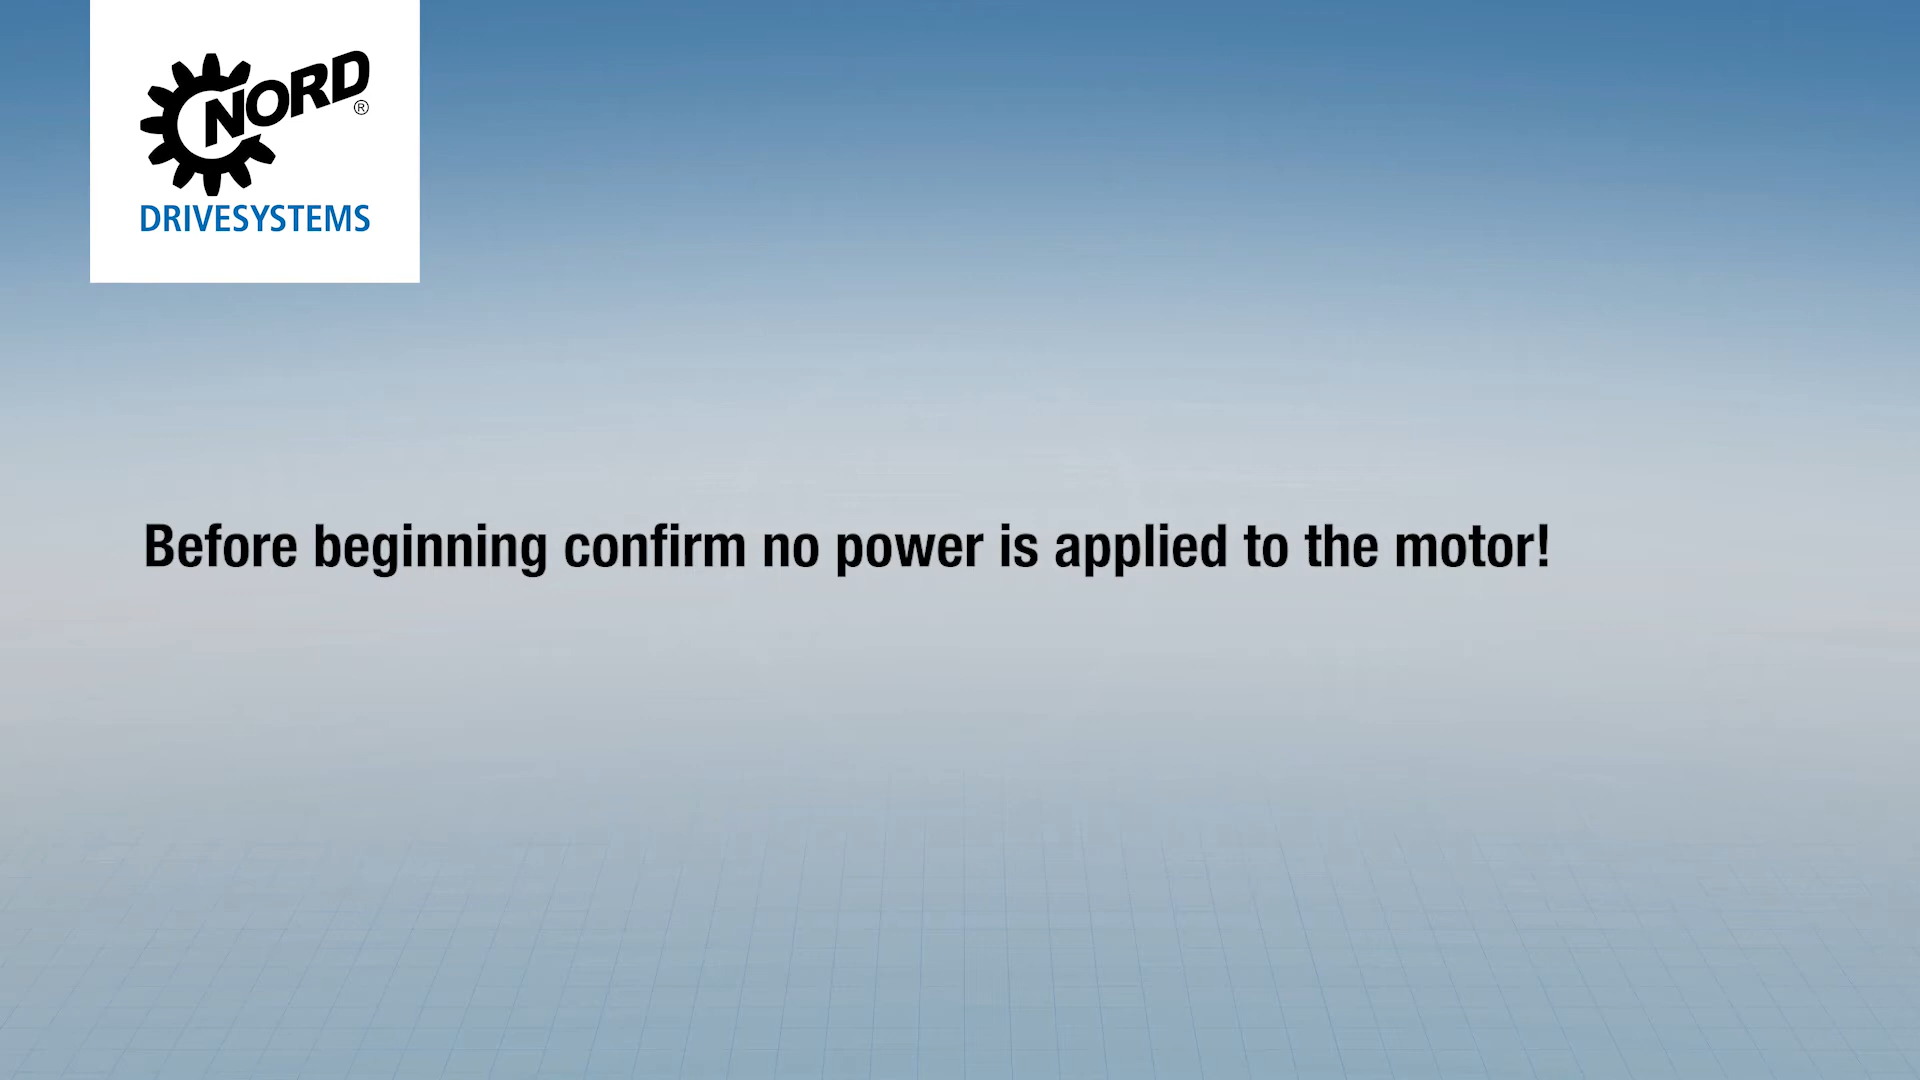 NORD
®
DRIVESYSTEMS
Before beginning confirm no power is applied to the motor!